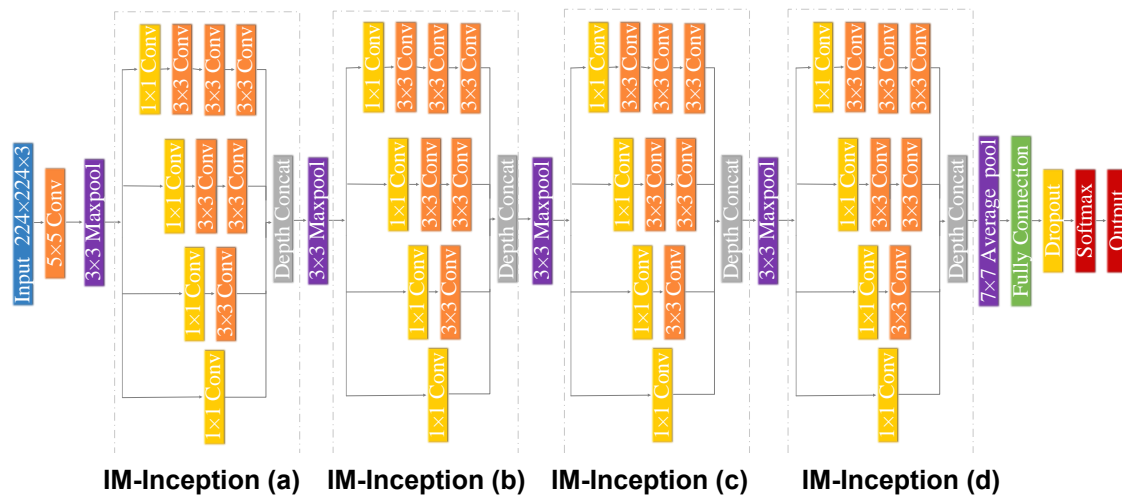 Input 224×224×3
5×5 Conv
3×3 Maxpool
1×1 Conv
3×3 Conv
3×3 Conv
3×3 Conv
1×1 Conv
3×3 Conv
3×3 Conv
1×1 Conv
3×3 Conv
1×1 Conv
Depth Concat
IM-Inception (a)
3×3 Maxpool
1×1 Conv
3×3 Conv
3×3 Conv
3×3 Conv
1×1 Conv
3×3 Conv
3×3 Conv
1×1 Conv
3×3 Conv
1×1 Conv
Depth Concat
IM-Inception (b)
3×3 Maxpool
1×1 Conv
3×3 Conv
3×3 Conv
3×3 Conv
1×1 Conv
3×3 Conv
3×3 Conv
1×1 Conv
3×3 Conv
1×1 Conv
Depth Concat
IM-Inception (c)
3×3 Maxpool
1×1 Conv
3×3 Conv
3×3 Conv
3×3 Conv
1×1 Conv
3×3 Conv
3×3 Conv
1×1 Conv
3×3 Conv
1×1 Conv
Depth Concat
IM-Inception (d)
7×7 Average pool
Fully Connection
Dropout
Softmax
Output